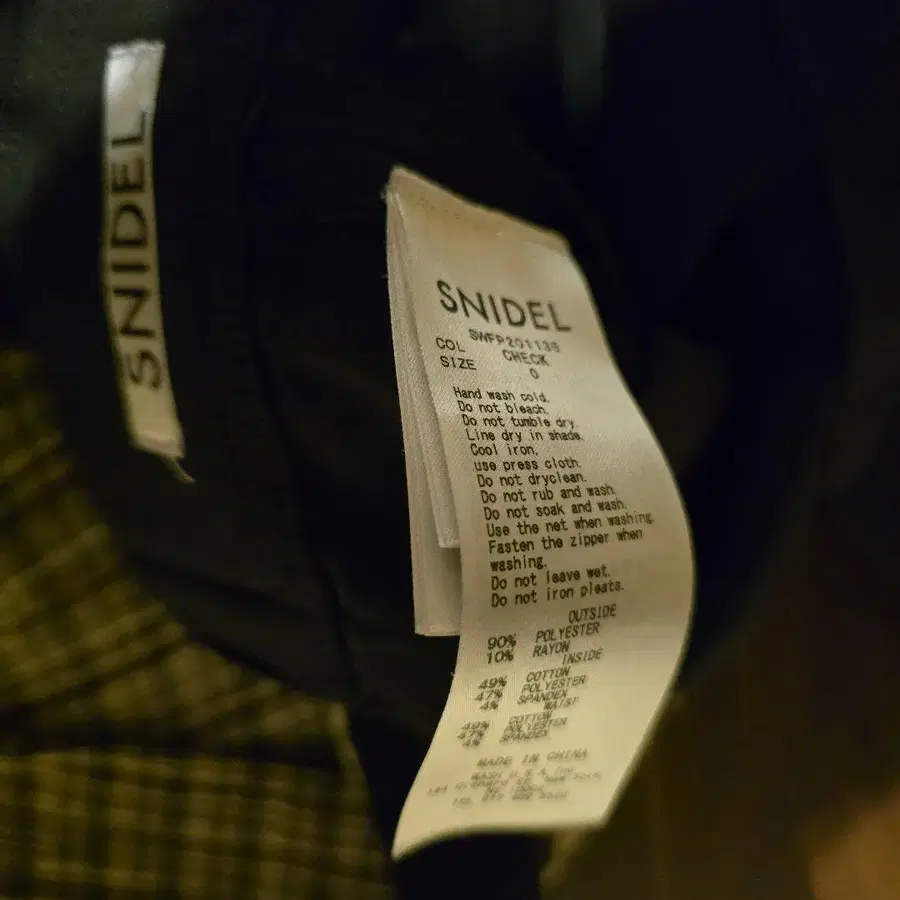 SNIDEL
SNIDEL
SWFP201136
COL CHECK
SIZE 0
Hand wash cold.
Do not bleach.
Do not tumble dry.
Line dry in shade.
Cool iron.
use press cloth.
Do not dryclean.
Do not rub and wash.
Do not soak and wash.
Use the net when washing.
Fasten the zipper when
washing.
Do not leave wet.
Do not iron pleats.
OUTSIDE
90% POLYESTER
10% RAYON
INSIDE
49% COTTON
47% POLYESTER
4% SPANDEX
WAIST
49% COTTON
47% POLYESTER
4% SPANDEX
MADE IN CHINA
MASH U.S.A
New York,